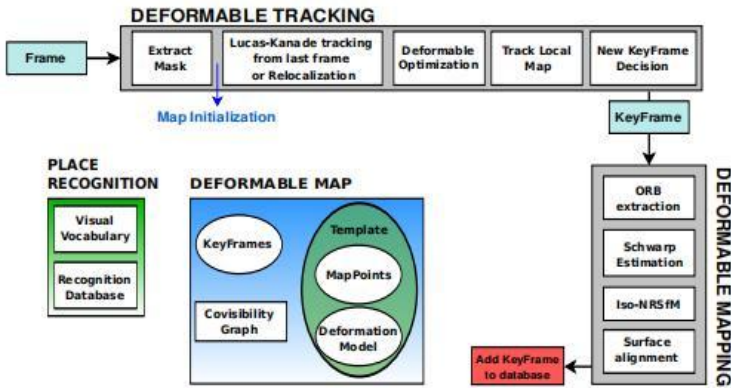 DEFORMABLE TRACKING
Frame
Extract
Mask
Lucas-Kanade tracking
from last frame
or Relocalization
Deformable
Optimization
Track Local
Map
New KeyFrame
Decision
Map Initialization
KeyFrame
PLACE
RECOGNITION
Visual
Vocabulary
Recognition
Database
DEFORMABLE MAP
KeyFrames
Covisibility
Graph
Template
MapPoints
Deformation
Model
DEFORMABLE MAPPING
ORB
extraction
Schwarp
Estimation
Iso-NRSfM
Surface
alignment
Add KeyFrame
to database